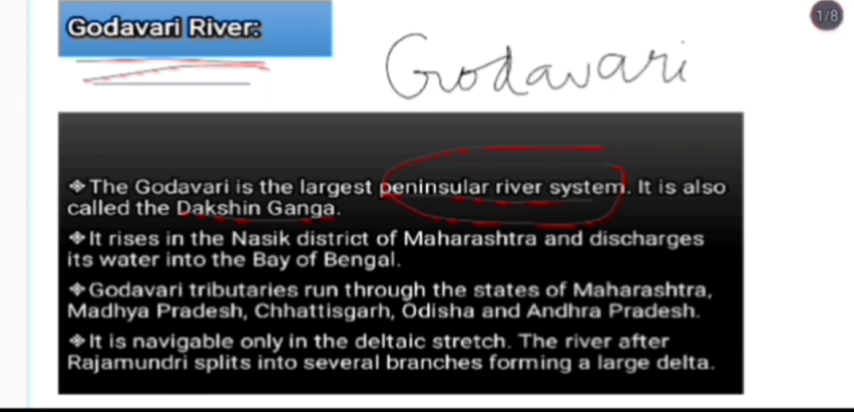 Godavari River:
1/8
Godavari
❖The Godavari is the largest peninsular river system. It is also
called the Dakshin Ganga.
❖It rises in the Nasik district of Maharashtra and discharges
its water into the Bay of Bengal.
❖Godavari tributaries run through the states of Maharashtra,
Madhya Pradesh, Chhattisgarh, Odisha and Andhra Pradesh.
❖It is navigable only in the deltaic stretch. The river after
Rajamundri splits into several branches forming a large delta.